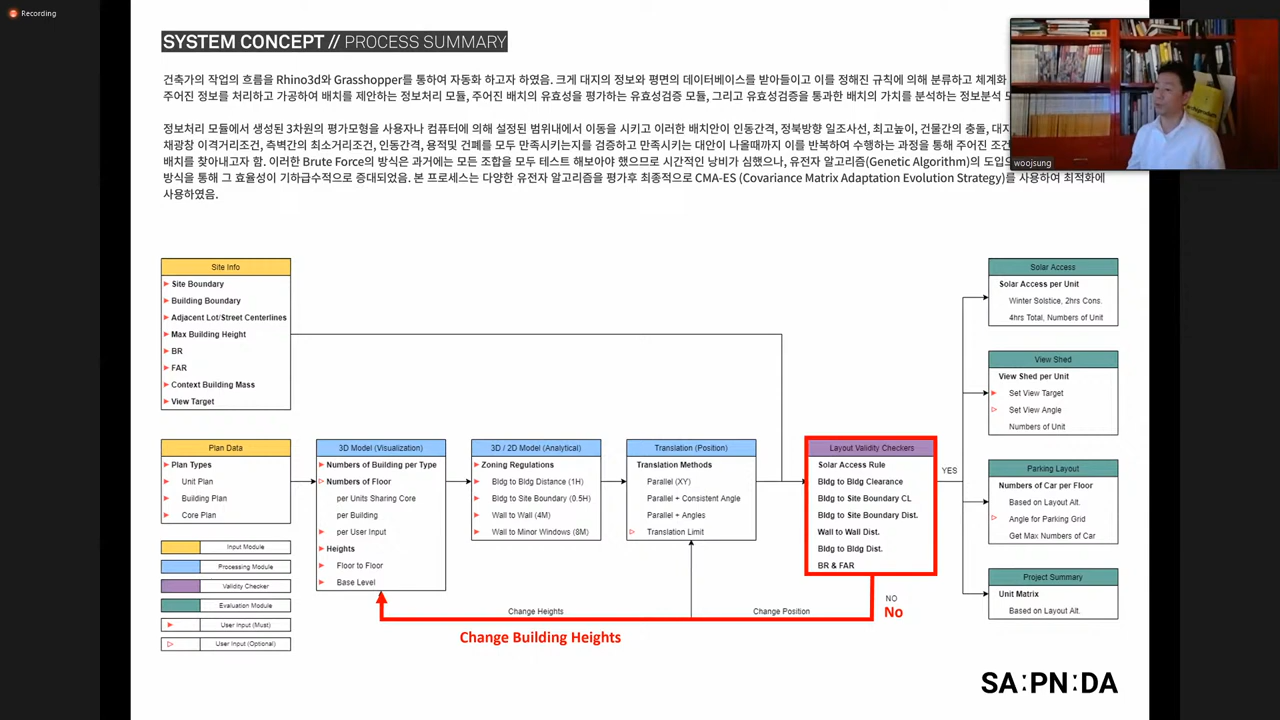 Recording
SYSTEM CONCEPT // PROCESS SUMMARY
건축가의 작업의 흐름을 Rhino3d와 Grasshopper를 통하여 자동화 하고자 하였음. 크게 대지의 정보와 평면의 데이터베이스를 받아들이고 이를 정해진 규칙에 의해 분류하고 체계화
주어진 정보를 처리하고 가공하여 배치를 제안하는 정보처리 모듈, 주어진 배치의 유효성을 평가하는 유효성검증 모듈, 그리고 유효성검증을 통과한 배치의 가치를 분석하는 정보분석
정보처리 모듈에서 생성된 3차원의 평가모형을 사용자나 컴퓨터에 의해 설정된 범위내에서 이동을 시키고 이러한 배치안이 인동간격, 정북방향 일조사선, 최고높이, 건물간의 충돌, 대지
채광창 이격거리조건, 측벽간의 최소거리조건, 인동간격, 용적및 건폐를 모두 만족시키는지를 검증하고 만족시키는 대안이 나올때까지 이를 반복하여 수행하는 과정을 통해 주어진 조건
배치를 찾아내고자 함. 이러한 Brute Force의 방식은 과거에는 모든 조합을 모두 테스트 해보아야 했으므로 시간적인 낭비가 심했으나, 유전자 알고리즘(Genetic Algorithm)의 도입으
방식을 통해 그 효율성이 기하급수적으로 증대되었음. 본 프로세스는 다양한 유전자 알고리즘을 평가후 최종적으로 CMA-ES (Covariance Matrix Adaptation Evolution Strategy)를 사용하여 최적화에
사용하였음.
woojsung
Site Info
Site Boundary
Building Boundary
Adjacent Lot/Street Centerlines
Max Building Height
BR
FAR
Context Building Mass
View Target
Plan Data
Plan Types
Unit Plan
Building Plan
Core Plan
Input Module
Processing Module
Validity Checker
Evaluation Module
User Input (Must)
User Input (Optional)
3D Model (Visualization)
Numbers of Building per Type
Numbers of Floor
per Units Sharing Core
per Building
per User Input
Heights
Floor to Floor
Base Level
3D / 2D Model (Analytical)
Zoning Regulations
Bldg to Bldg Distance (1H)
Bldg to Site Boundary (0.5H)
Wall to Wall (4M)
Wall to Minor Windows (8M)
Translation (Position)
Translation Methods
Parallel (XY)
Parallel + Consistent Angle
Parallel + Angles
Translation Limit
Layout Validity Checkers
Solar Access Rule
Bldg to Bldg Clearance
Bldg to Site Boundary CL
Bldg to Site Boundary Dist.
Wall to Wall Dist.
Bldg to Bldg Dist.
BR & FAR
YES
NO
No
Change Heights
Change Position
Change Building Heights
Solar Access
Solar Access per Unit
Winter Solstice, 2hrs Cons.
4hrs Total, Numbers of Unit
View Shed
View Shed per Unit
Set View Target
Set View Angle
Numbers of Unit
Parking Layout
Numbers of Car per Floor
Based on Layout Alt.
Angle for Parking Grid
Get Max Numbers of Car
Project Summary
Unit Matrix
Based on Layout Alt.
SA:PN:DA